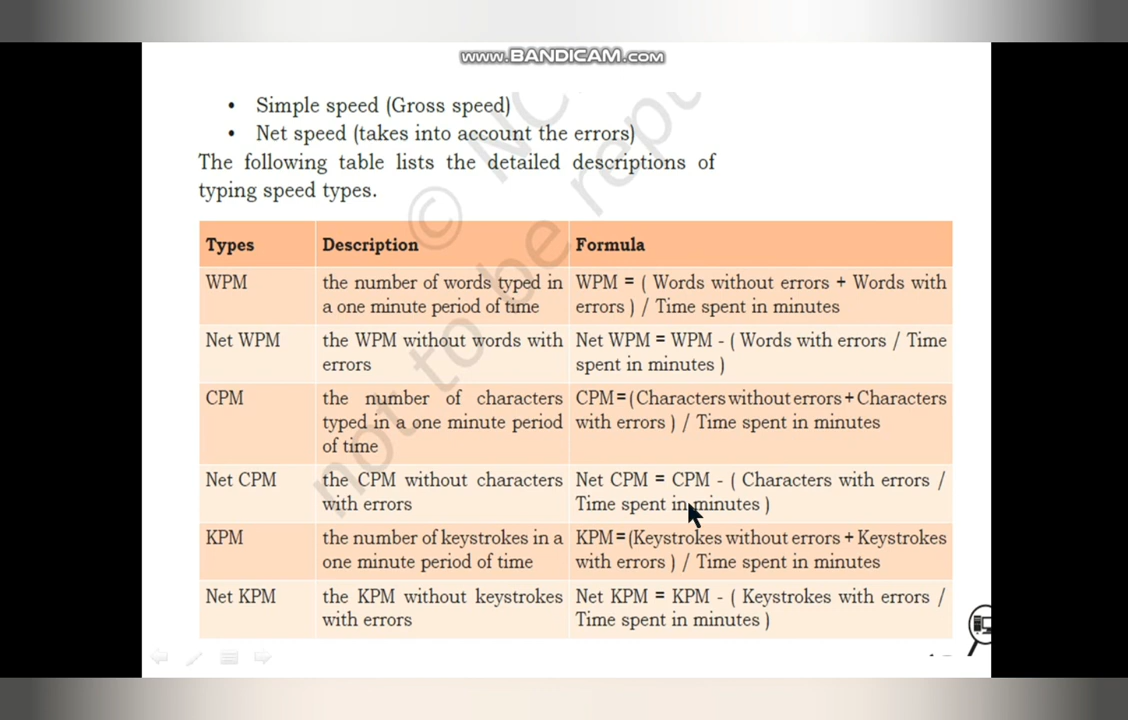 www.BANDICAM.com
• Simple speed (Gross speed)
• Net speed (takes into account the errors)
The following table lists the detailed descriptions of
typing speed types.
Types Description Formula
WPM the number of words typed in WPM = ( Words without errors + Words with
a one minute period of time errors ) / Time spent in minutes
Net WPM the WPM without words with Net WPM = WPM - ( Words with errors / Time
errors spent in minutes )
CPM the number of characters CPM=(Characters without errors + Characters
typed in a one minute period with errors ) / Time spent in minutes
of time
Net CPM the CPM without characters Net CPM = CPM - ( Characters with errors /
with errors Time spent in minutes )
KPM the number of keystrokes in a KPM=(Keystrokes without errors + Keystrokes
one minute period of time with errors ) / Time spent in minutes
Net KPM the KPM without keystrokes Net KPM = KPM - ( Keystrokes with errors /
with errors Time spent in minutes )
not to be